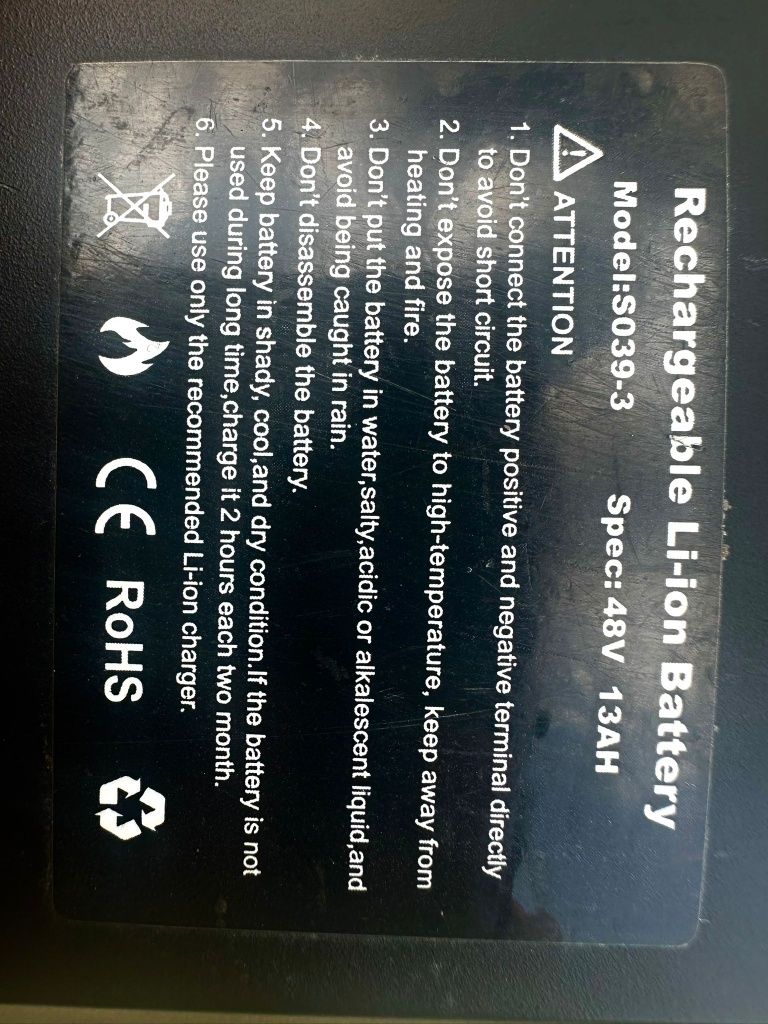 Rechargeable Li-ion Battery
Model:S039-3 Spec: 48V 13AH
ATTENTION
1. Don't connect the battery positive and negative terminal directly
to avoid short circuit.
2. Don't expose the battery to high-temperature, keep away from
heating and fire.
3. Don't put the battery in water,salty,acidic or alkalescent liquid,and
avoid being caught in rain.
4. Don't disassemble the battery.
5. Keep battery in shady, cool,and dry condition.If the battery is not
used during long time,charge it 2 hours each two month.
6. Please use only the recommended Li-ion charger.
CE RoHS